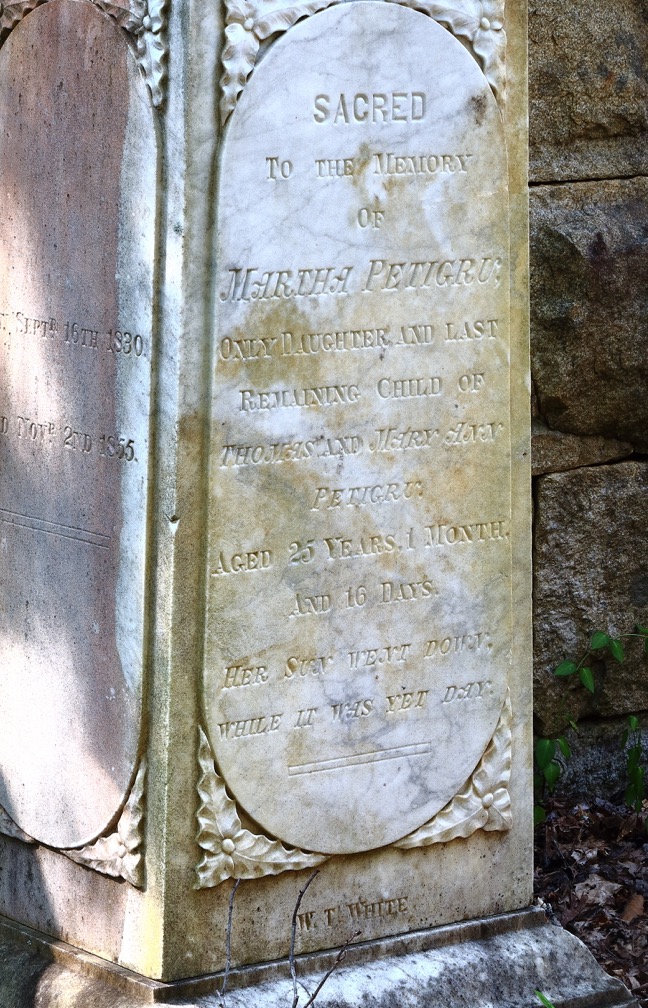 SEPTR 16TH 1830.
NOVR 2ND 1855.
SACRED
TO THE MEMORY
OF
MARTHA PETIGRU,
ONLY DAUGHTER AND LAST
REMAINING CHILD OF
THOMAS AND MARY ANN
PETIGRU.
AGED 25 YEARS, 1 MONTH.
AND 16 DAYS.
HER SUN WENT DOWN,
WHILE IT WAS YET DAY.
W. T. WHITE